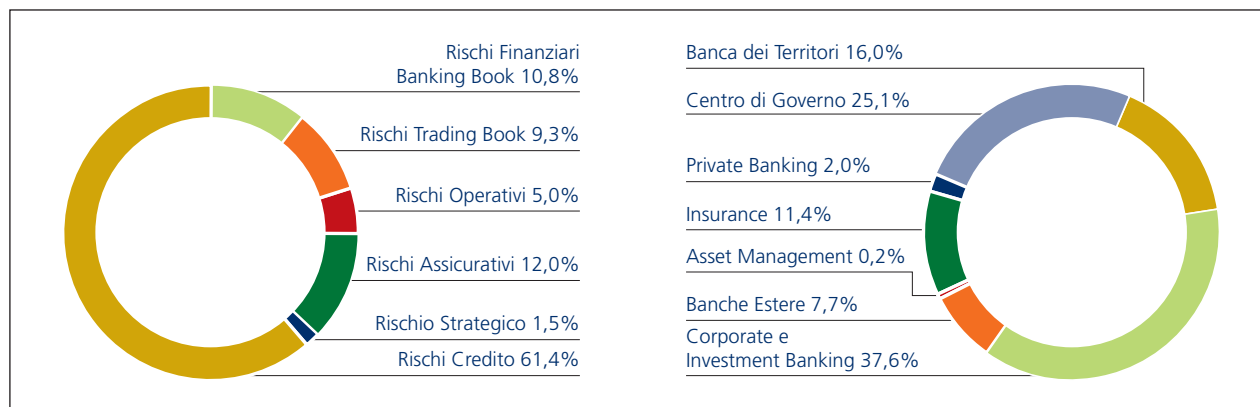 Rischi Finanziari
Banking Book 10,8%
Rischi Trading Book 9,3%
Rischi Operativi 5,0%
Rischi Assicurativi 12,0%
Rischio Strategico 1,5%
Rischi Credito 61,4%
Banca dei Territori 16,0%
Centro di Governo 25,1%
Private Banking 2,0%
Insurance 11,4%
Asset Management 0,2%
Banche Estere 7,7%
Corporate e
Investment Banking 37,6%